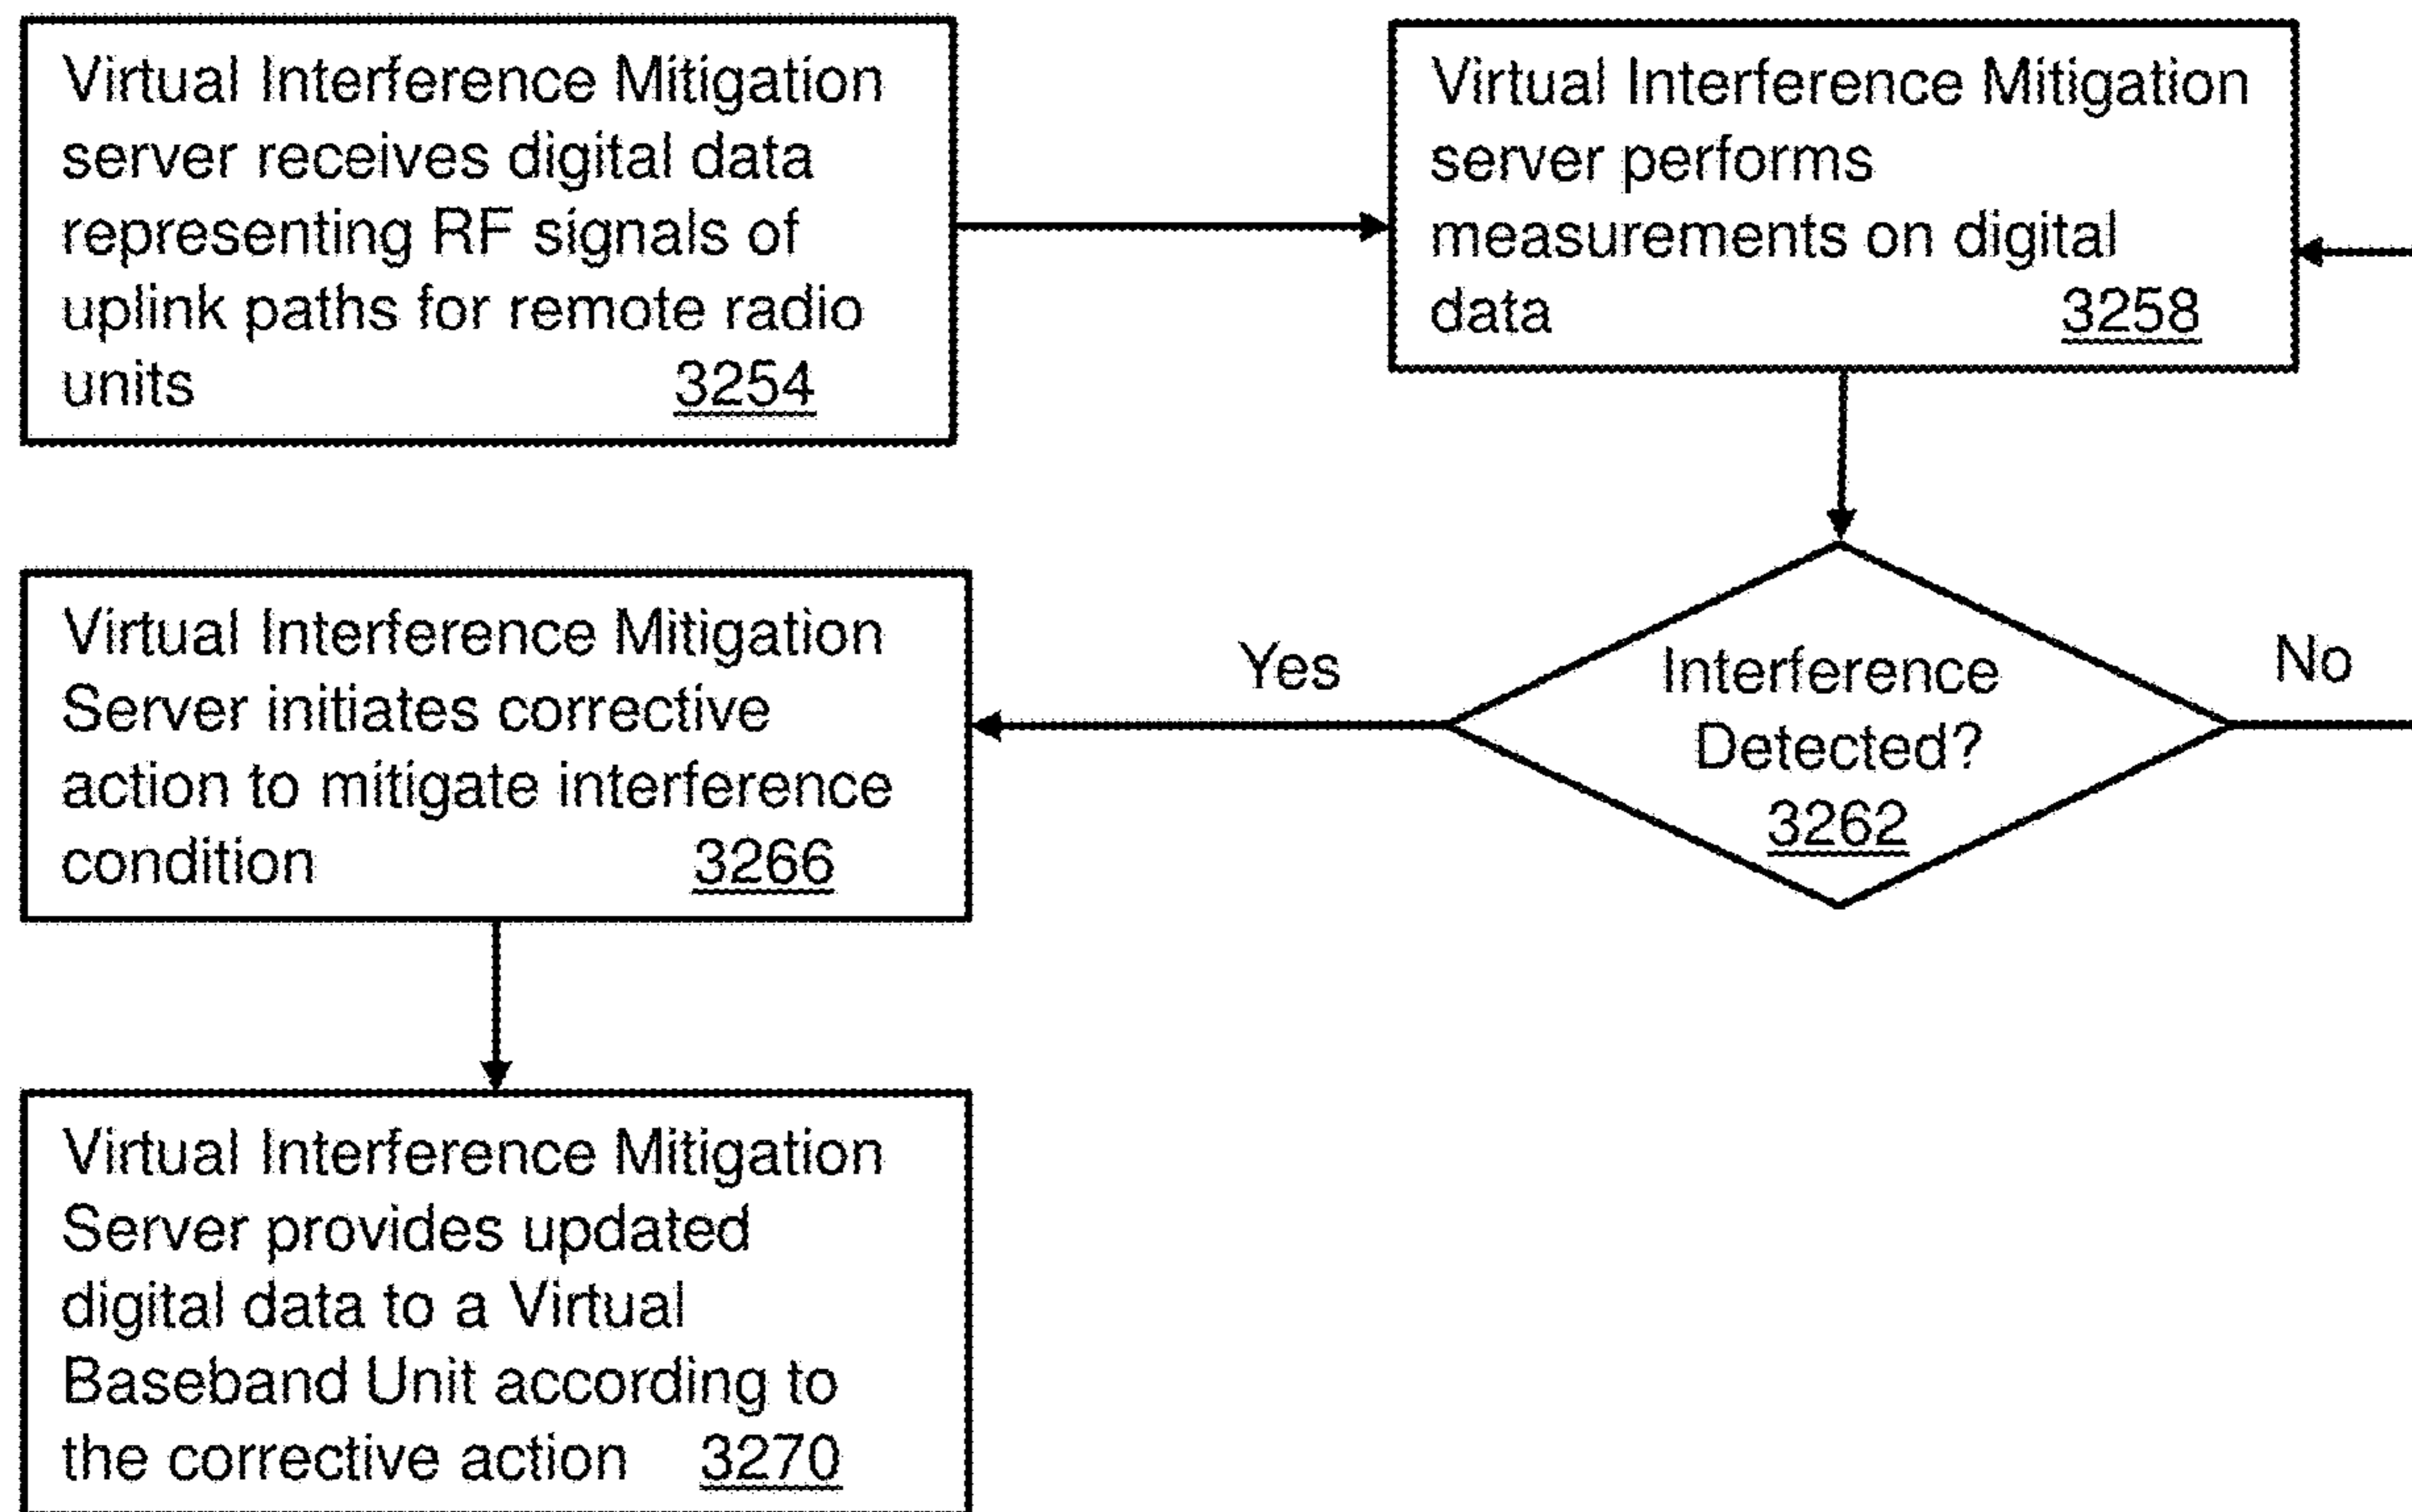 Virtual Interference Mitigation
server receives digital data
representing RF signals of
uplink paths for remote radio
units 3254
Virtual Interference Mitigation
server performs
measurements on digital
data 3258
Interference
Detected?
3262
Yes
No
Virtual Interference Mitigation
Server initiates corrective
action to mitigate interference
condition 3266
Virtual Interference Mitigation
Server provides updated
digital data to a Virtual
Baseband Unit according to
the corrective action 3270